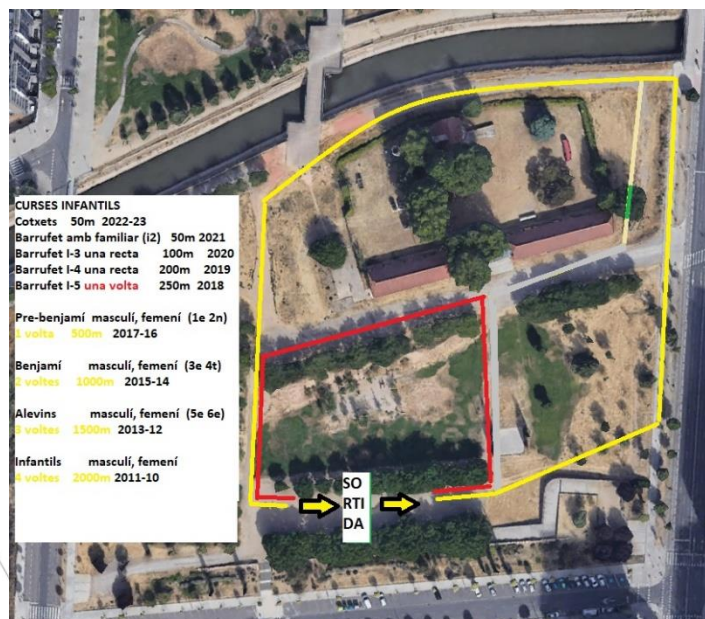 CURSES INFANTILS
Cotxets 50m 2022-23
Barrufet amb familiar (i2) 50m 2021
Barrufet I-3 una recta 100m 2020
Barrufet I-4 una recta 200m 2019
Barrufet I-5 una volta 250m 2018
Pre-benjamí masculí, femení (1e 2n)
1 volta 500m 2017-16
Benjamí masculí, femení (3e 4t)
2 voltes 1000m 2015-14
Alevins masculí, femení (5e 6e)
3 voltes 1500m 2013-12
Infantils masculí, femení
4 voltes 2000m 2011-10
SO
RTI
DA